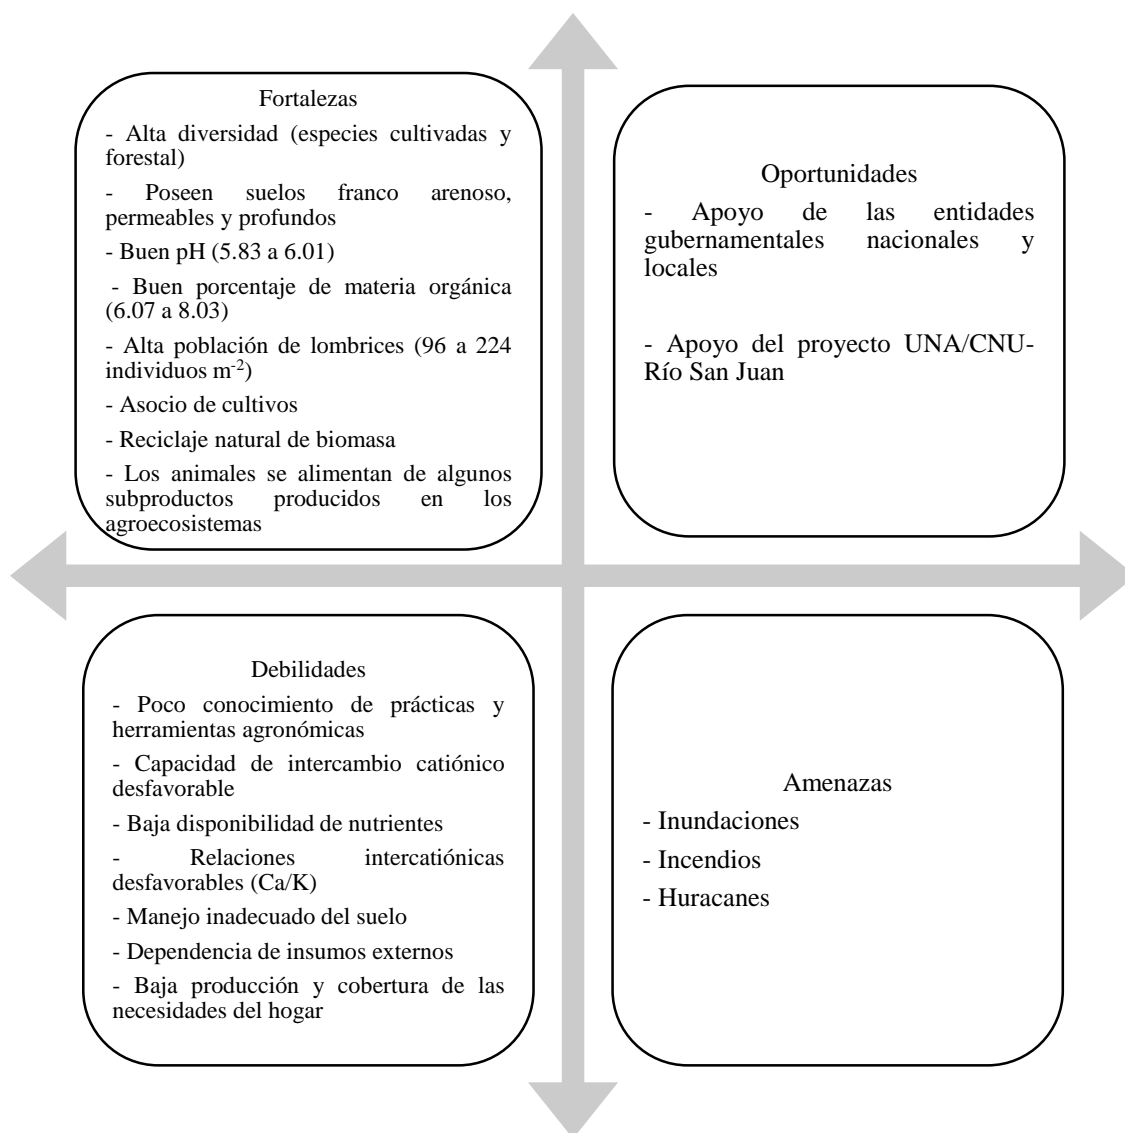 Fortalezas
- Alta diversidad (especies cultivadas y
forestal)
- Poseen suelos franco arenoso,
permeables y profundos
- Buen pH (5.83 a 6.01)
- Buen porcentaje de materia orgánica
(6.07 a 8.03)
- Alta población de lombrices (96 a 224
individuos m-2)
- Asocio de cultivos
- Reciclaje natural de biomasa
- Los animales se alimentan de algunos
subproductos producidos en los
agroecosistemas
Oportunidades
- Apoyo de las entidades
gubernamentales nacionales y
locales
- Apoyo del proyecto UNA/CNU-
Río San Juan
Debilidades
- Poco conocimiento de prácticas y
herramientas agronómicas
- Capacidad de intercambio catiónico
desfavorable
- Baja disponibilidad de nutrientes
- Relaciones intercatiónicas
desfavorables (Ca/K)
- Manejo inadecuado del suelo
- Dependencia de insumos externos
- Baja producción y cobertura de las
necesidades del hogar
Amenazas
- Inundaciones
- Incendios
- Huracanes